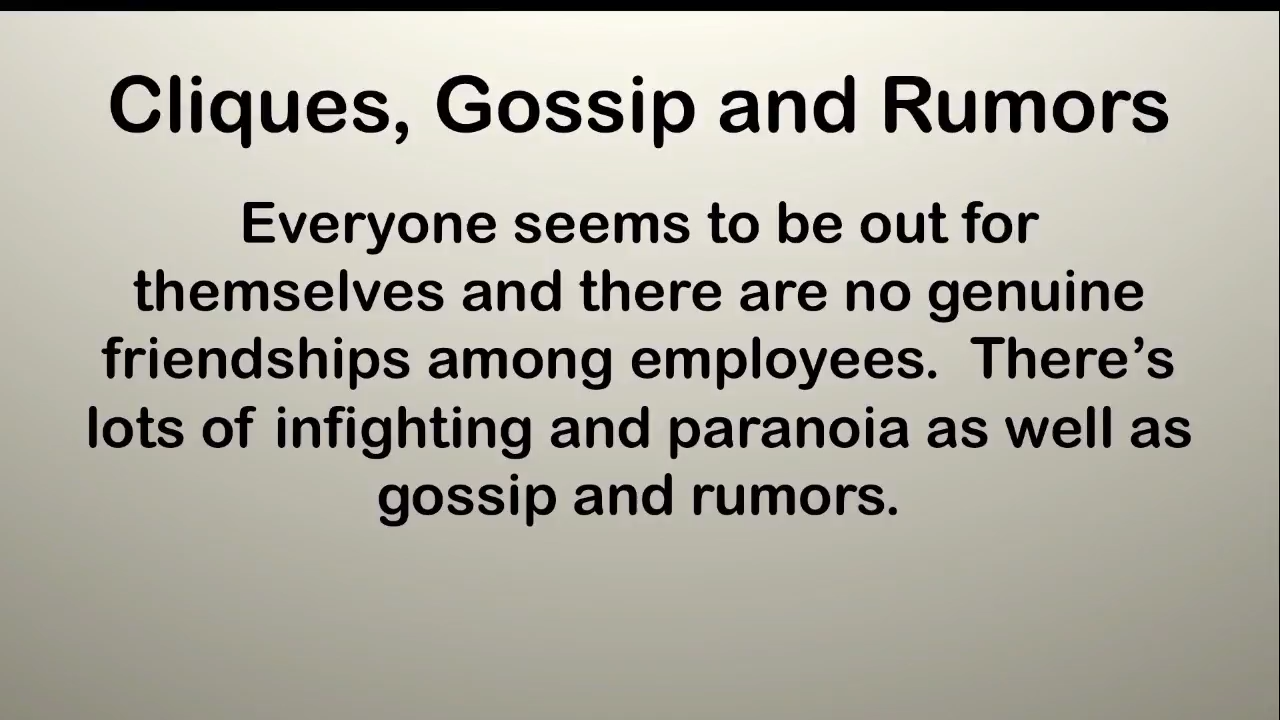 Cliques, Gossip and Rumors
Everyone seems to be out for
themselves and there are no genuine
friendships among employees.  There’s
lots of infighting and paranoia as well as
gossip and rumors.